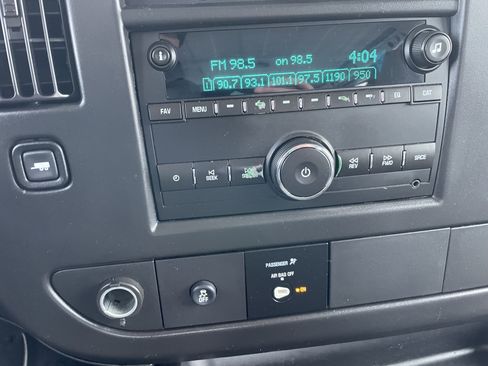 FM 98.5 on 98.5 4:04
1 90.7 93.1 101.1 97.5 1190 950
FAV MENU EQ CAT
SEEK REV FWD SRCE
PASSENGER
AIR BAG OFF
OFF